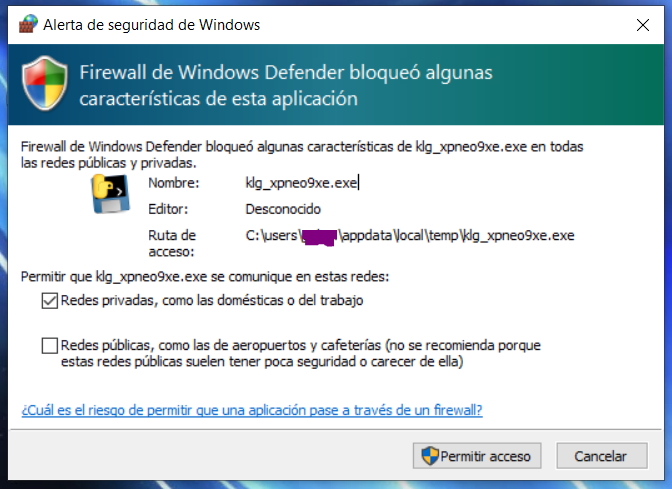 Alerta de seguridad de Windows
Firewall de Windows Defender bloqueó algunas
características de esta aplicación
Firewall de Windows Defender bloqueó algunas características de klg_xpneo9xe.exe en todas
las redes públicas y privadas.
Nombre: klg_xpneo9xe.exe
Editor: Desconocido
Ruta de acceso: C:\users\ \appdata\local\temp\klg_xpneo9xe.exe
Permitir que klg_xpneo9xe.exe se comunique en estas redes:
Redes privadas, como las domésticas o del trabajo
Redes públicas, como las de aeropuertos y cafeterías (no se recomienda porque
estas redes públicas suelen tener poca seguridad o carecer de ella)
¿Cuál es el riesgo de permitir que una aplicación pase a través de un firewall?
Permitir acceso
Cancelar